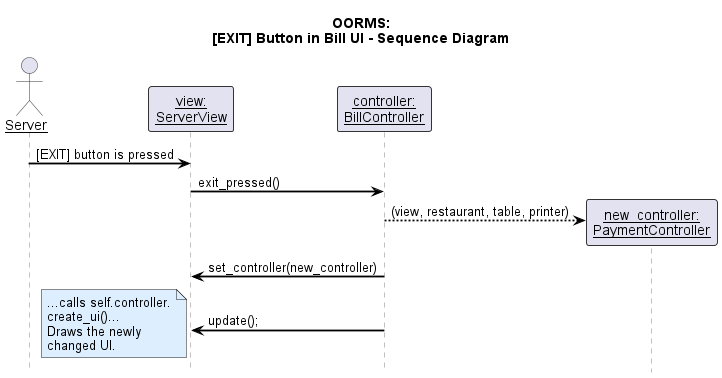 OORMS:
[EXIT] Button in Bill UI - Sequence Diagram
Server
view:
ServerView
controller:
BillController
[EXIT] button is pressed
exit_pressed()
(view, restaurant, table, printer)
new_controller:
PaymentController
set_controller(new_controller)
...calls self.controller.
create_ui()...
Draws the newly
changed UI.
update();